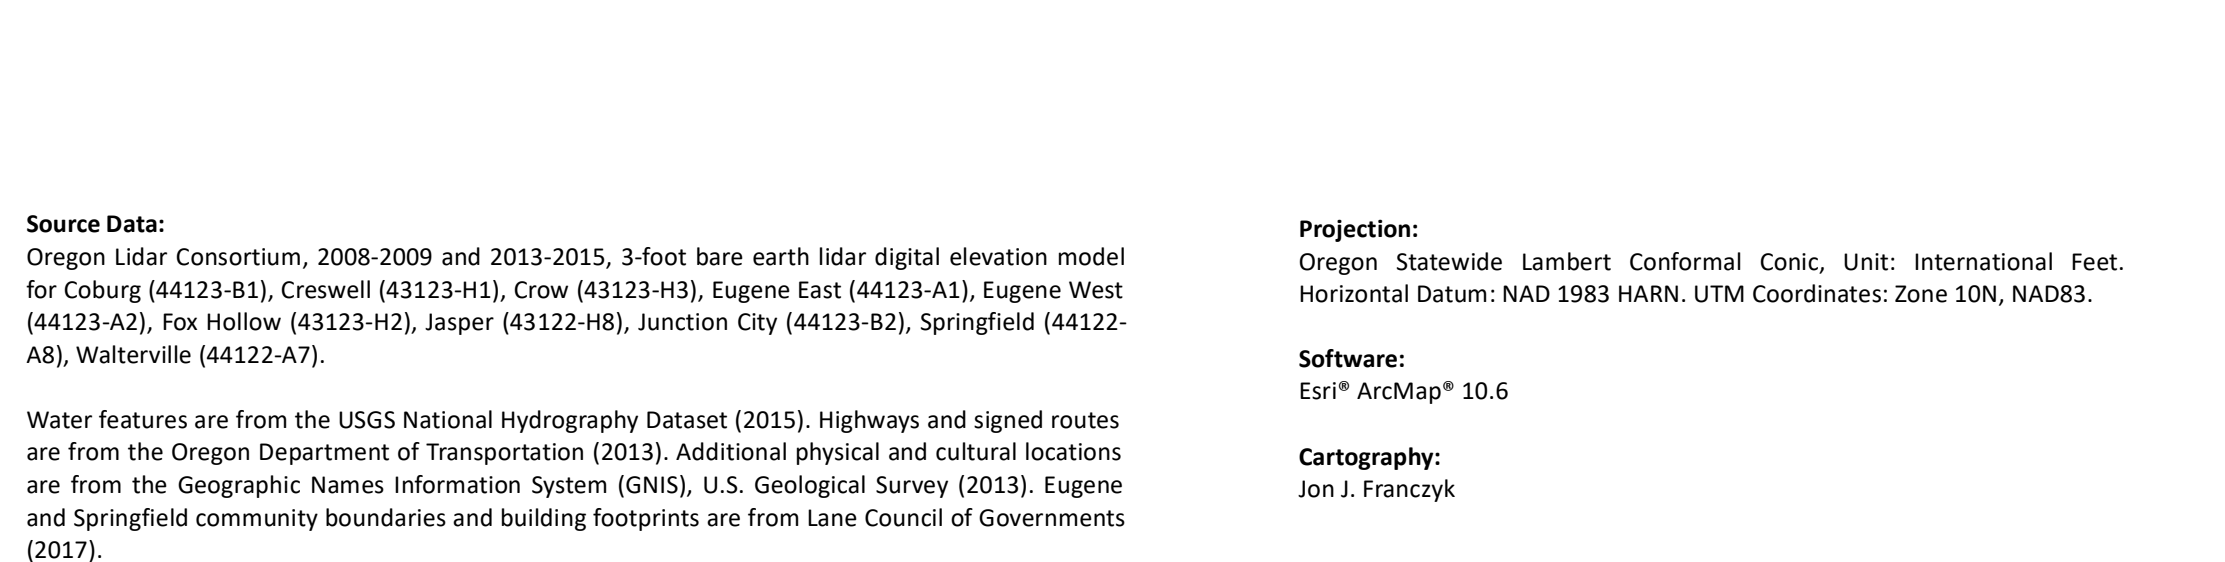 Source Data:
Oregon Lidar Consortium, 2008-2009 and 2013-2015, 3-foot bare earth lidar digital elevation model
for Coburg (44123-B1), Creswell (43123-H1), Crow (43123-H3), Eugene East (44123-A1), Eugene West
(44123-A2), Fox Hollow (43123-H2), Jasper (43122-H8), Junction City (44123-B2), Springfield (44122-
A8), Walterville (44122-A7).
Water features are from the USGS National Hydrography Dataset (2015). Highways and signed routes
are from the Oregon Department of Transportation (2013). Additional physical and cultural locations
are from the Geographic Names Information System (GNIS), U.S. Geological Survey (2013). Eugene
and Springfield community boundaries and building footprints are from Lane Council of Governments
(2017).
Projection:
Oregon Statewide Lambert Conformal Conic, Unit: International Feet.
Horizontal Datum: NAD 1983 HARN. UTM Coordinates: Zone 10N, NAD83.
Software:
Esri® ArcMap® 10.6
Cartography:
Jon J. Franczyk